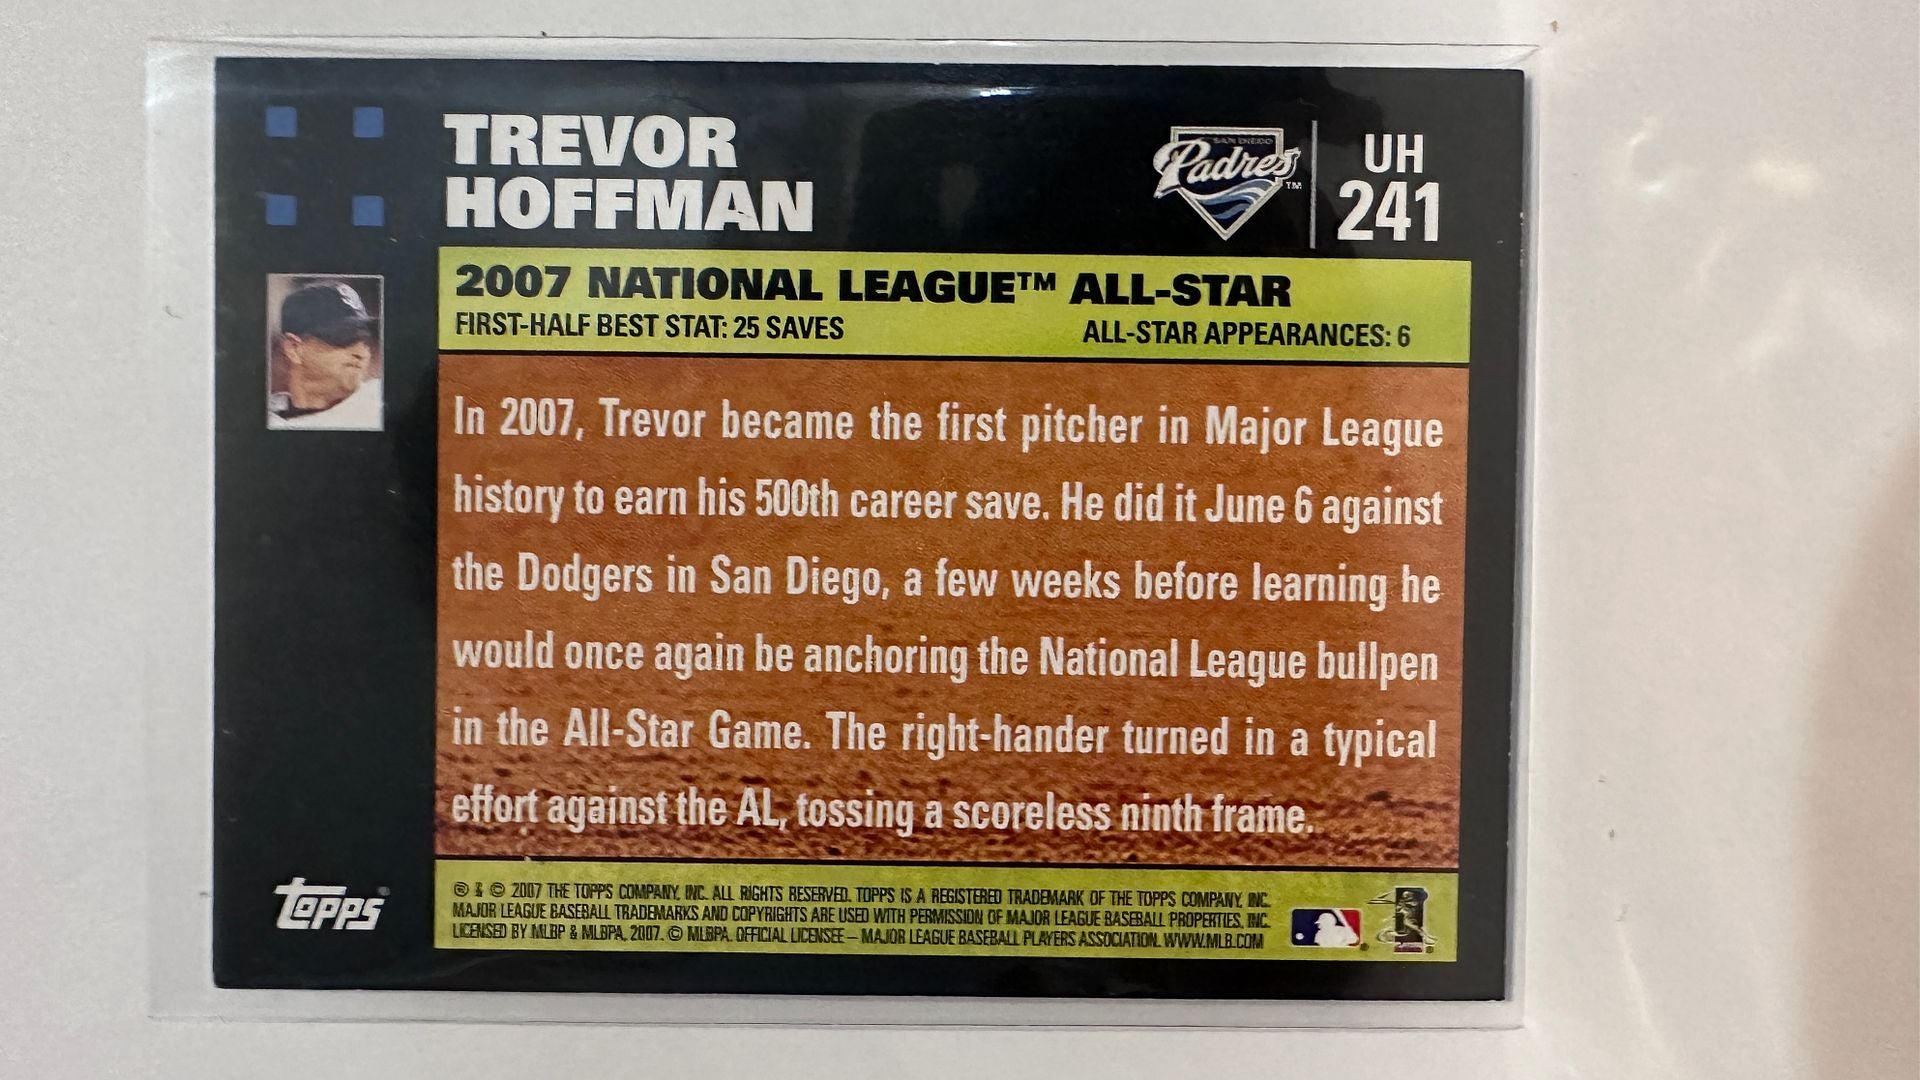 TREVOR
HOFFMAN
SAN DIEGO
Padres™
UH
241
2007 NATIONAL LEAGUE™ ALL-STAR
FIRST-HALF BEST STAT: 25 SAVES
ALL-STAR APPEARANCES: 6
In 2007, Trevor became the first pitcher in Major League
history to earn his 500th career save. He did it June 6 against
the Dodgers in San Diego, a few weeks before learning he
would once again be anchoring the National League bullpen
in the All-Star Game. The right-hander turned in a typical
effort against the AL, tossing a scoreless ninth frame.
topps®
® & © 2007 THE TOPPS COMPANY, INC. ALL RIGHTS RESERVED. TOPPS IS A REGISTERED TRADEMARK OF THE TOPPS COMPANY, INC.
MAJOR LEAGUE BASEBALL TRADEMARKS AND COPYRIGHTS ARE USED WITH PERMISSION OF MAJOR LEAGUE BASEBALL PROPERTIES, INC.
LICENSED BY MLBP & MLBPA, 2007. © MLBPA. OFFICIAL LICENSEE – MAJOR LEAGUE BASEBALL PLAYERS ASSOCIATION. WWW.MLB.COM